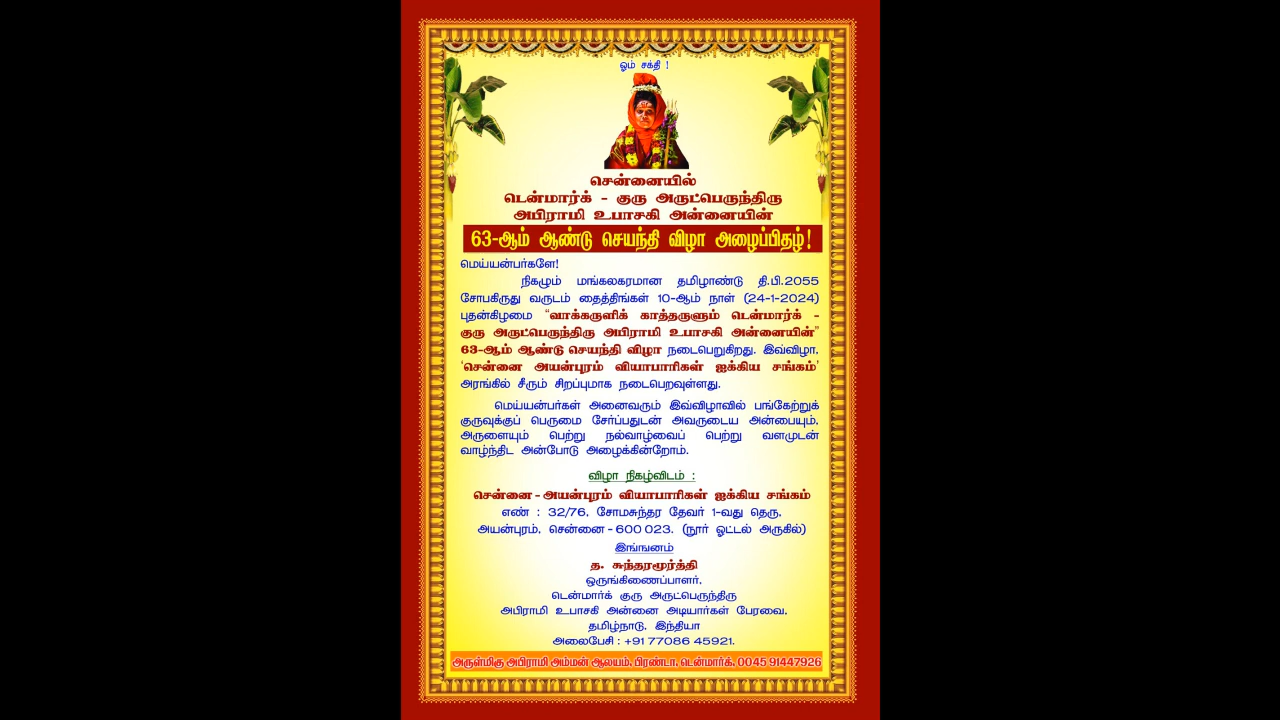 ஓம் சக்தி !
சென்னையில்
டென்மார்க் - குரு அருட்பெருந்திரு
அபிராமி உபாசகி அன்னையின்
63-ஆம் ஆண்டு செயந்தி விழா அழைப்பிதழ்!
மெய்யன்பர்களே!
நிகழும் மங்கலகரமான தமிழாண்டு தி.பி.2055
சோபகிருது வருடம் தைத்திங்கள் 10-ஆம் நாள் (24-1-2024)
புதன்கிழமை “வாக்கருளிக் காத்தருளும் டென்மார்க் -
குரு அருட்பெருந்திரு அபிராமி உபாசகி அன்னையின்”
63-ஆம் ஆண்டு செயந்தி விழா நடைபெறுகிறது. இவ்விழா,
‘சென்னை அயன்புரம் வியாபாரிகள் ஐக்கிய சங்கம்’
அரங்கில் சீரும் சிறப்புமாக நடைபெறவுள்ளது.
மெய்யன்பர்கள் அனைவரும் இவ்விழாவில் பங்கேற்றுக்
குருவுக்குப் பெருமை சேர்ப்பதுடன் அவருடைய அன்பையும்,
அருளையும் பெற்று நல்வாழ்வைப் பெற்று வளமுடன்
வாழ்ந்திட அன்போடு அழைக்கின்றோம்.
விழா நிகழ்விடம் :
சென்னை - அயன்புரம் வியாபாரிகள் ஐக்கிய சங்கம்
எண் : 32/76, சோமசுந்தர தேவர் 1-வது தெரு,
அயன்புரம், சென்னை - 600 023. (நூர் ஓட்டல் அருகில்)
இங்ஙனம்
த. சுந்தரமூர்த்தி
ஒருங்கிணைப்பாளர்,
டென்மார்க் குரு அருட்பெருந்திரு
அபிராமி உபாசகி அன்னை அடியார்கள் பேரவை,
தமிழ்நாடு, இந்தியா
அலைபேசி : +91 77086 45921.
அருள்மிகு அபிராமி அம்மன் ஆலயம், பிரண்டா, டென்மார்க், 0045 91447926